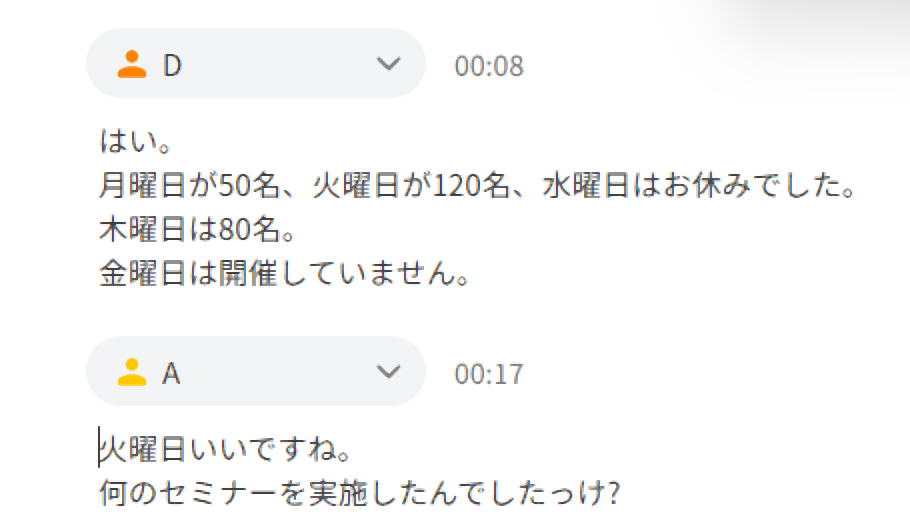 D 00:08
はい。
月曜日が50名、火曜日が120名、水曜日はお休みでした。
木曜日は80名。
金曜日は開催していません。
A 00:17
火曜日いいですね。
何のセミナーを実施したんでしたっけ?